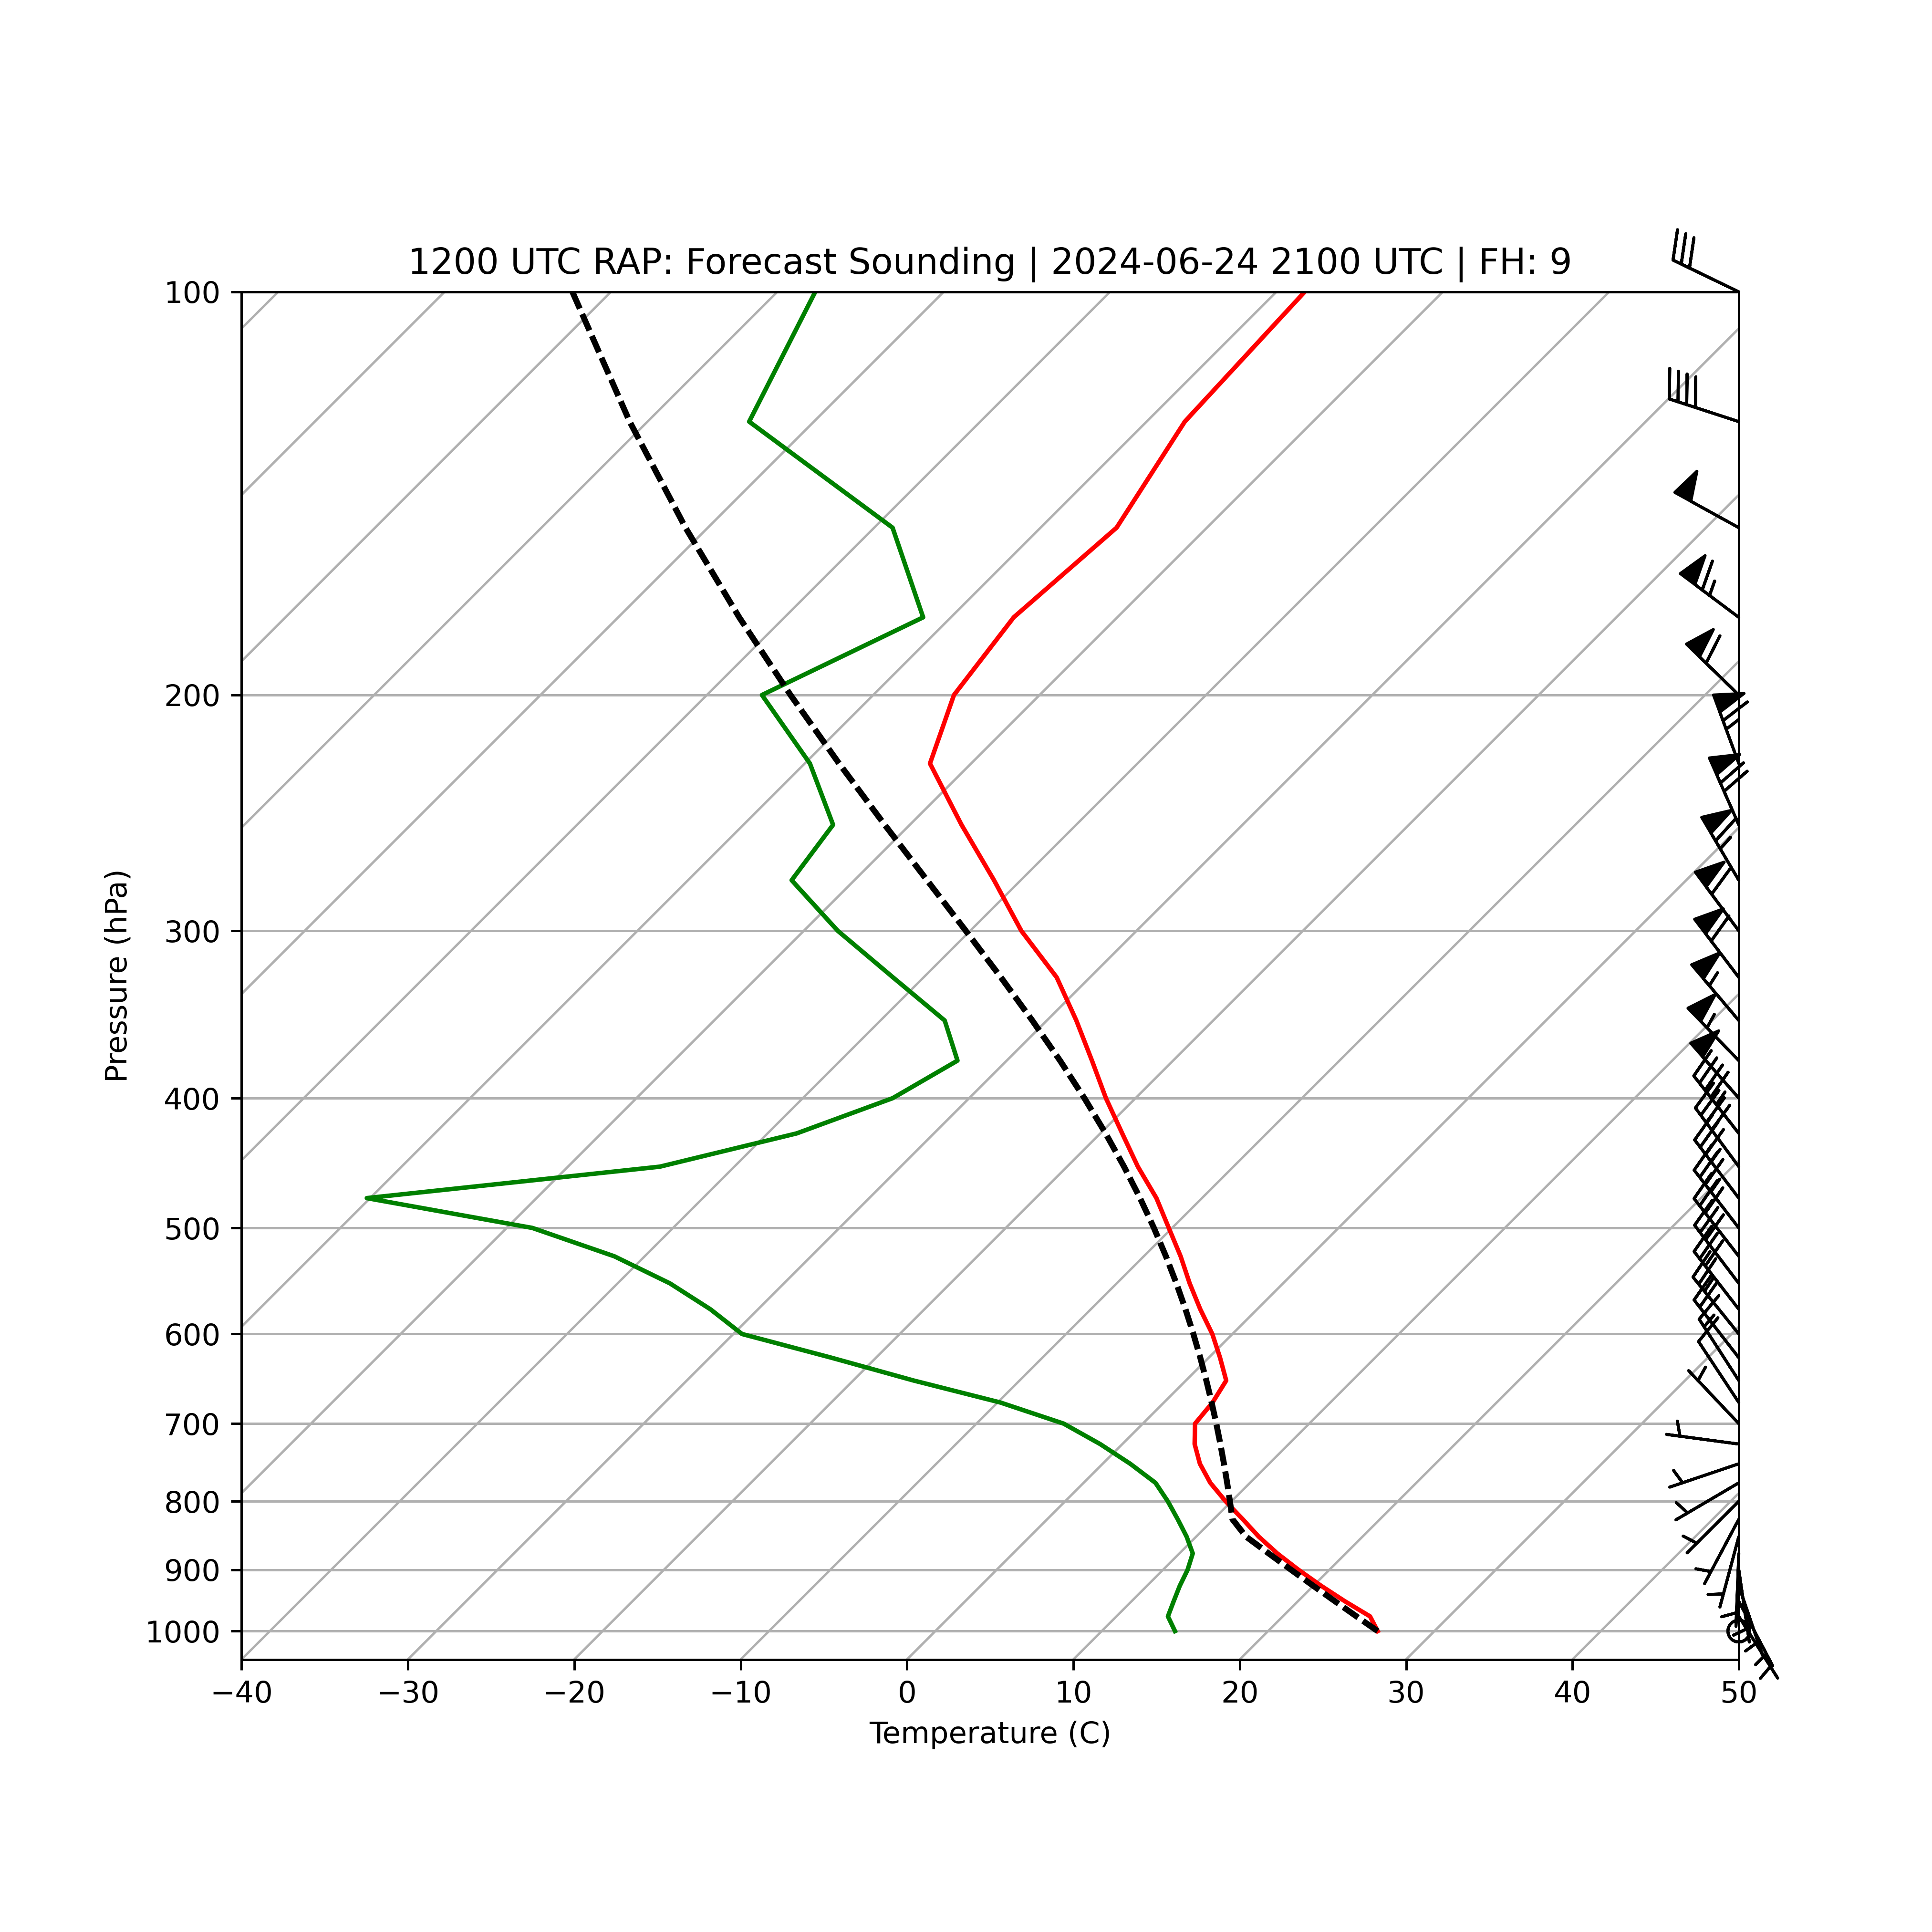 1200 UTC RAP: Forecast Sounding | 2024-06-24 2100 UTC | FH: 9
100
200
300
400
500
600
700
800
900
1000
Pressure (hPa)
−40 −30 −20 −10 0 10 20 30 40 50
Temperature (C)